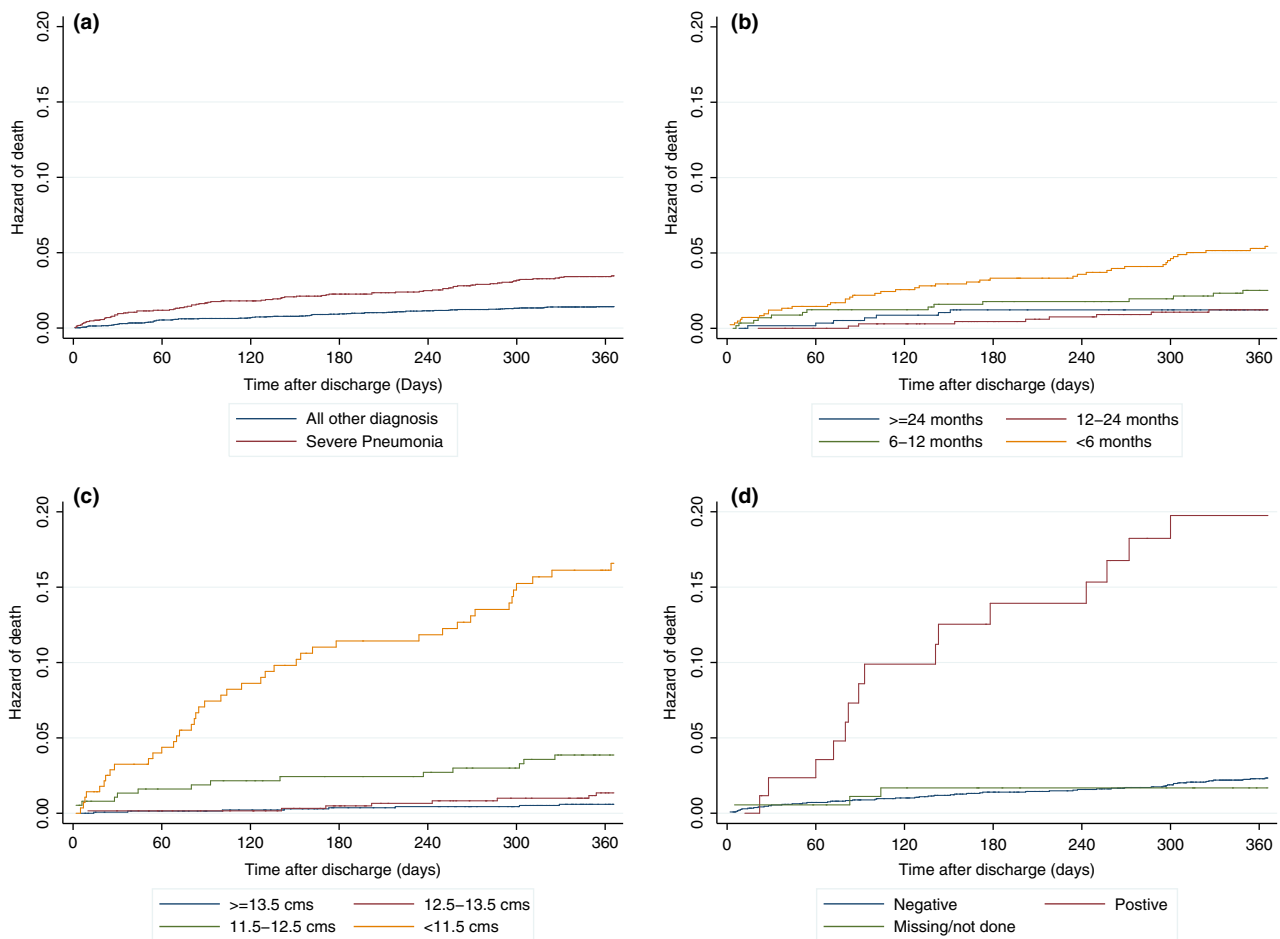 (a)
0.20
0.15
0.10
0.05
0.00
Hazard of death
0 60 120 180 240 300 360
Time after discharge (Days)
All other diagnosis
Severe Pneumonia
(b)
0.20
0.15
0.10
0.05
0.00
Hazard of death
0 60 120 180 240 300 360
Time after discharge (days)
>=24 months 12–24 months
6–12 months <6 months
(c)
0.20
0.15
0.10
0.05
0.00
Hazard of death
0 60 120 180 240 300 360
Time after discharge (days)
>=13.5 cms 12.5–13.5 cms
11.5–12.5 cms <11.5 cms
(d)
0.20
0.15
0.10
0.05
0.00
Hazard of death
0 60 120 180 240 300 360
Time after discharge (days)
Negative Postive
Missing/not done